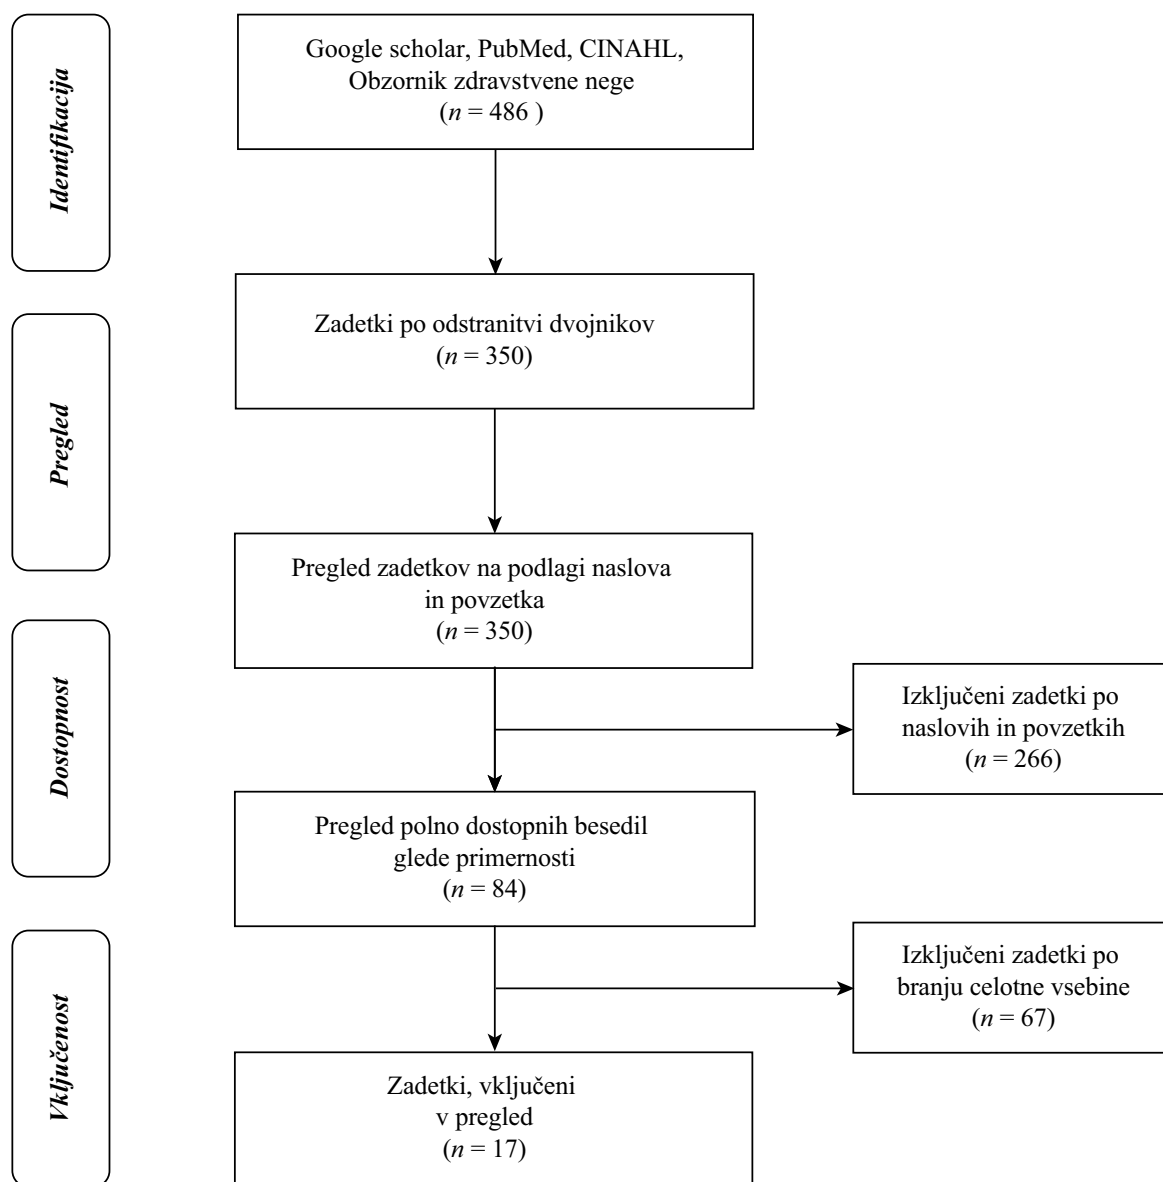 Identifikacija
Google scholar, PubMed, CINAHL,
Obzornik zdravstvene nege
(n = 486 )
Zadetki po odstranitvi dvojnikov
(n = 350)
Pregled
Pregled zadetkov na podlagi naslova
in povzetka
(n = 350)
Dostopnost
Izključeni zadetki po
naslovih in povzetkih
(n = 266)
Pregled polno dostopnih besedil
glede primernosti
(n = 84)
Vključenost
Izključeni zadetki po
branju celotne vsebine
(n = 67)
Zadetki, vključeni
v pregled
(n = 17)